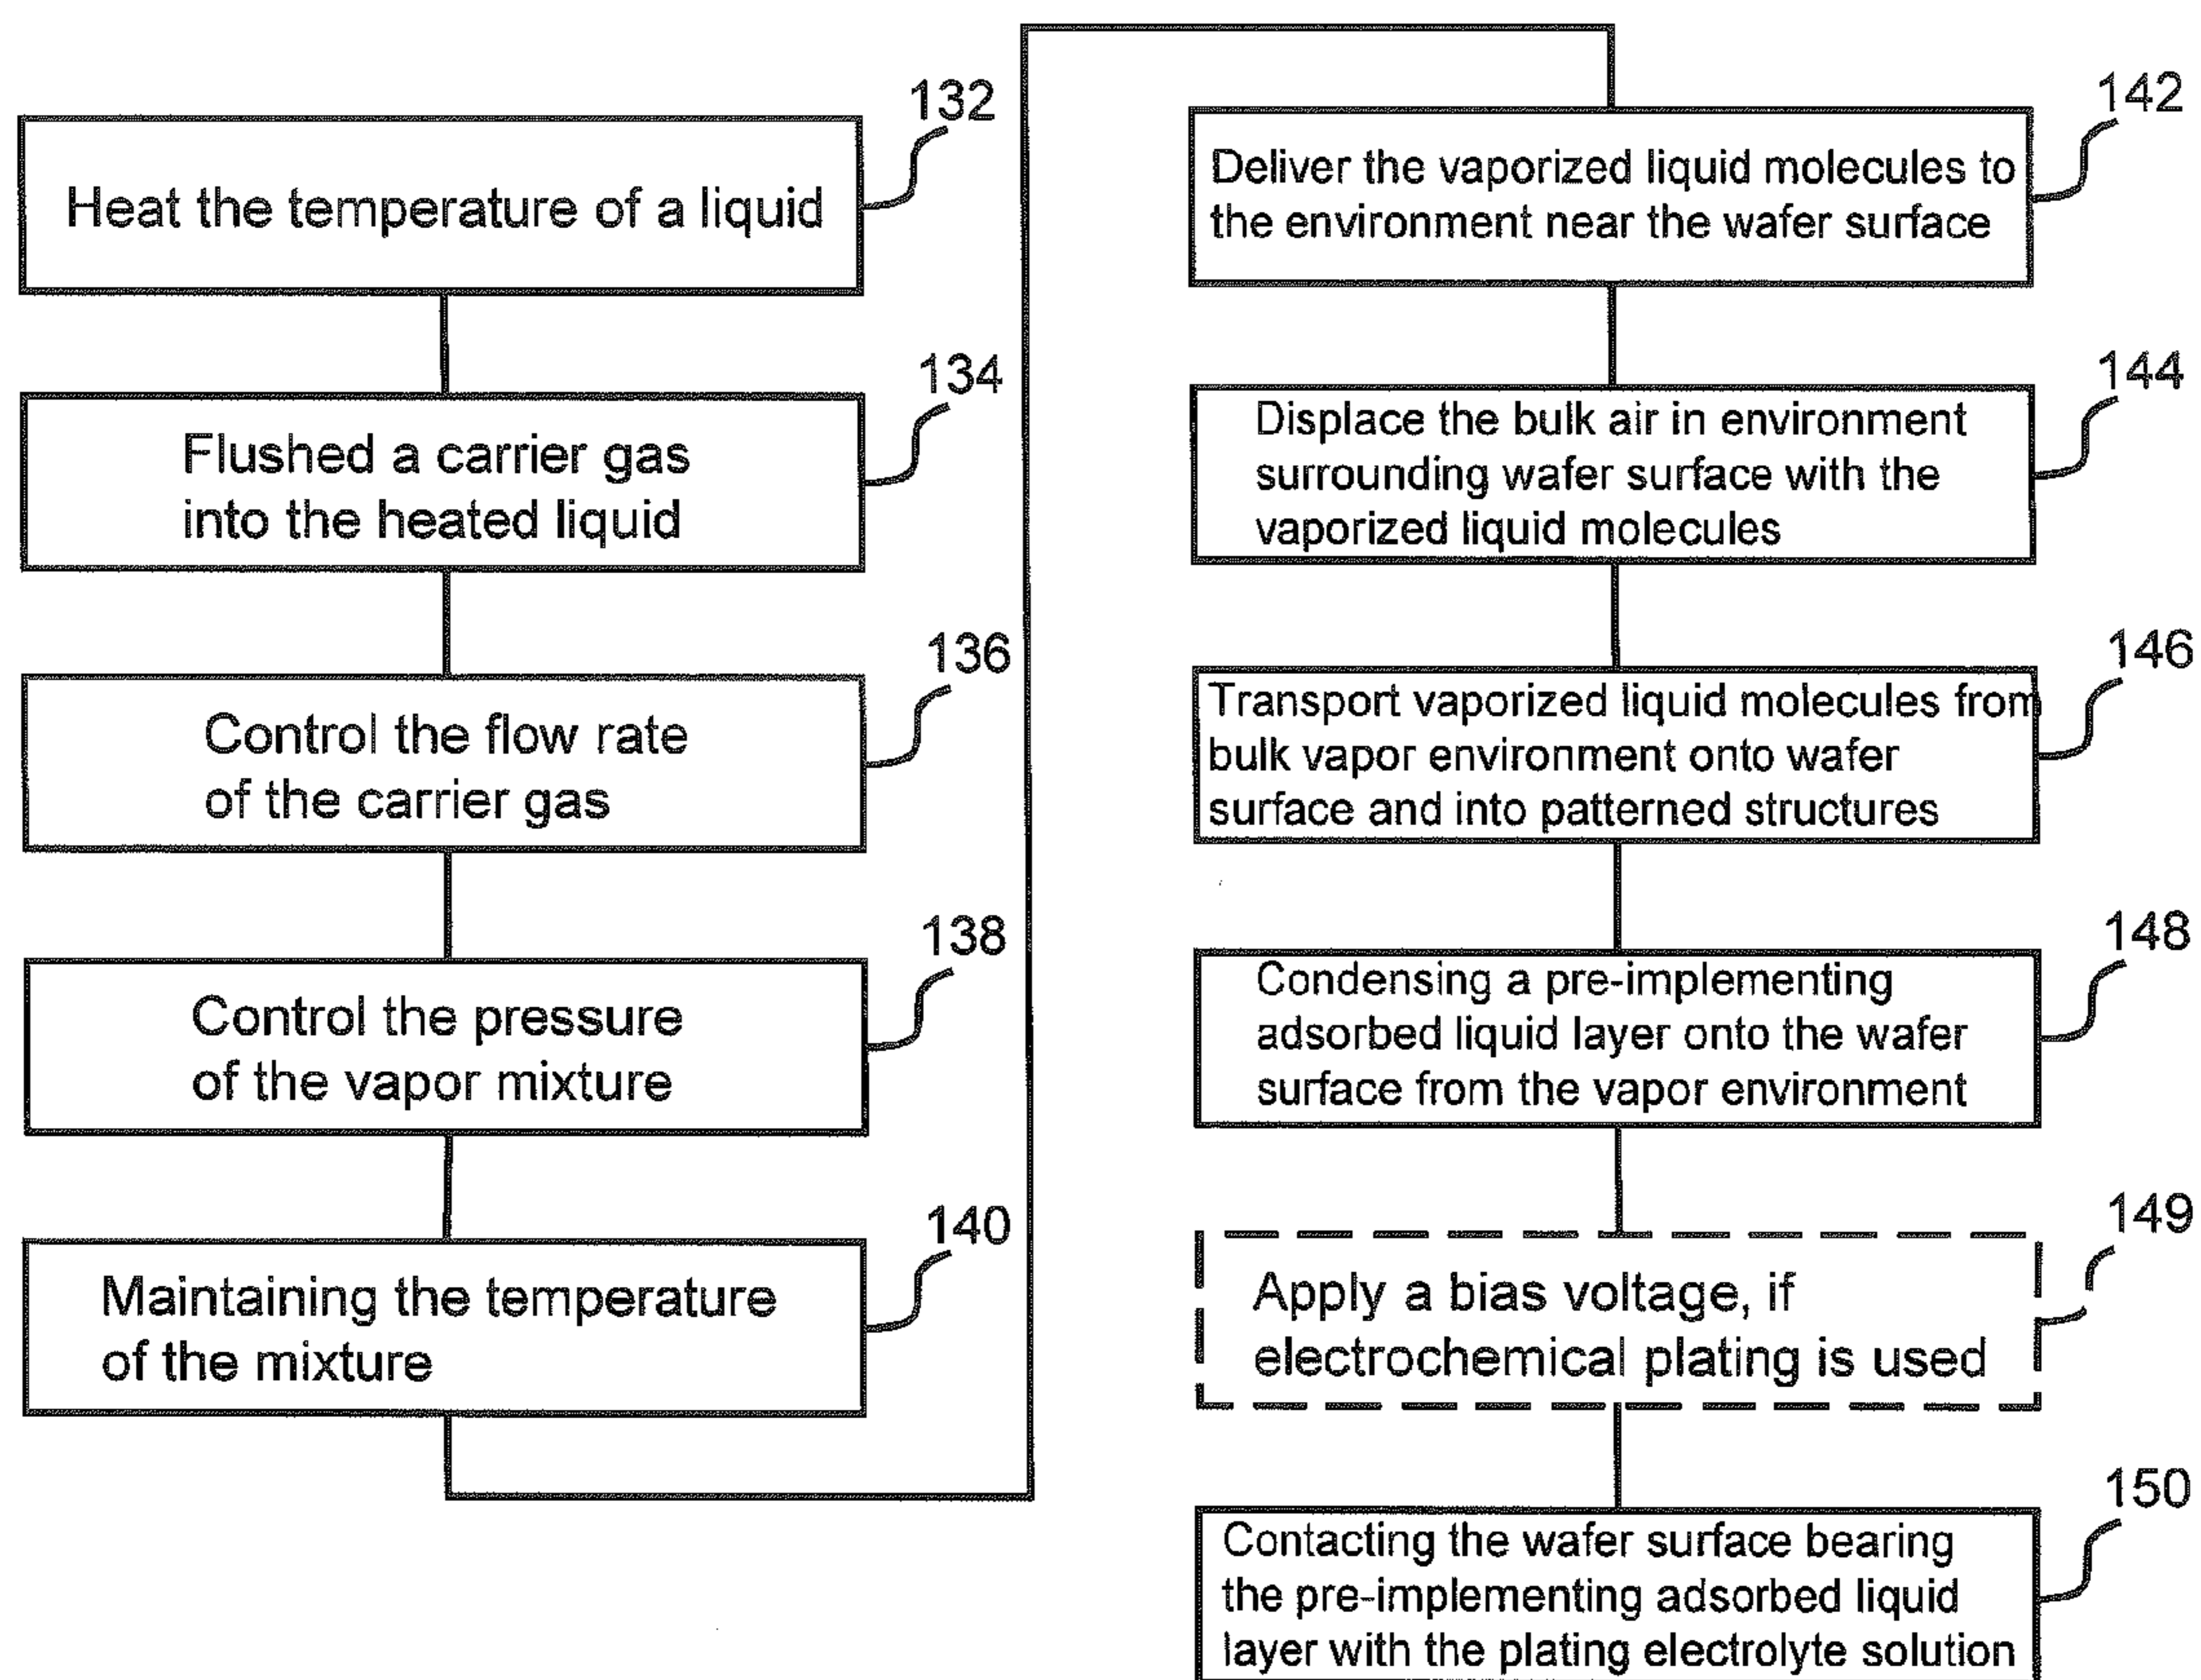 132
Heat the temperature of a liquid
134
Flushed a carrier gas
into the heated liquid
136
Control the flow rate
of the carrier gas
138
Control the pressure
of the vapor mixture
140
Maintaining the temperature
of the mixture
142
Deliver the vaporized liquid molecules to
the environment near the wafer surface
144
Displace the bulk air in environment
surrounding wafer surface with the
vaporized liquid molecules
146
Transport vaporized liquid molecules from
bulk vapor environment onto wafer
surface and into patterned structures
148
Condensing a pre-implementing
adsorbed liquid layer onto the wafer
surface from the vapor environment
149
Apply a bias voltage, if
electrochemical plating is used
150
Contacting the wafer surface bearing
the pre-implementing adsorbed liquid
layer with the plating electrolyte solution